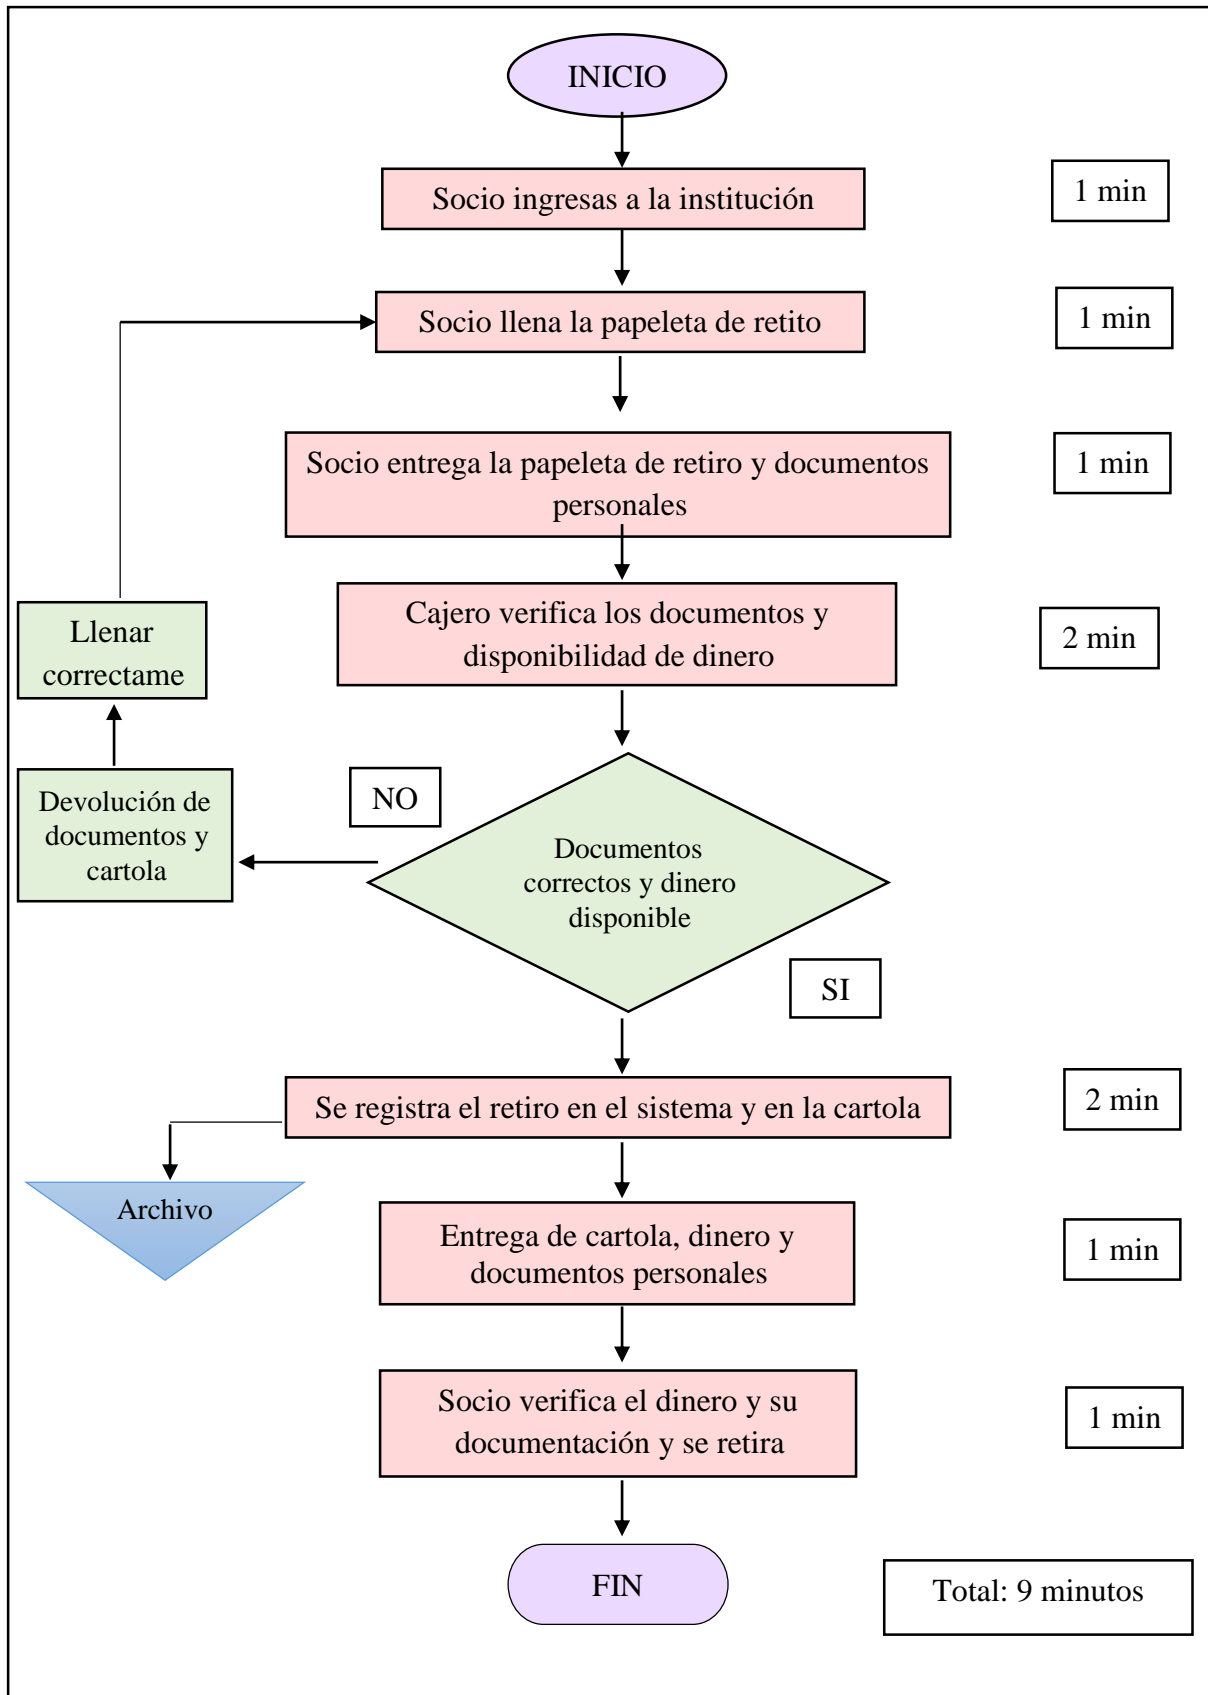 INICIO
Socio ingresas a la institución
1 min
Socio llena la papeleta de retito
1 min
Socio entrega la papeleta de retiro y documentos
personales
1 min
Cajero verifica los documentos y
disponibilidad de dinero
2 min
Llenar
correctame
Devolución de
documentos y
cartola
NO
Documentos
correctos y dinero
disponible
SI
Se registra el retiro en el sistema y en la cartola
2 min
Archivo
Entrega de cartola, dinero y
documentos personales
1 min
Socio verifica el dinero y su
documentación y se retira
1 min
FIN
Total: 9 minutos